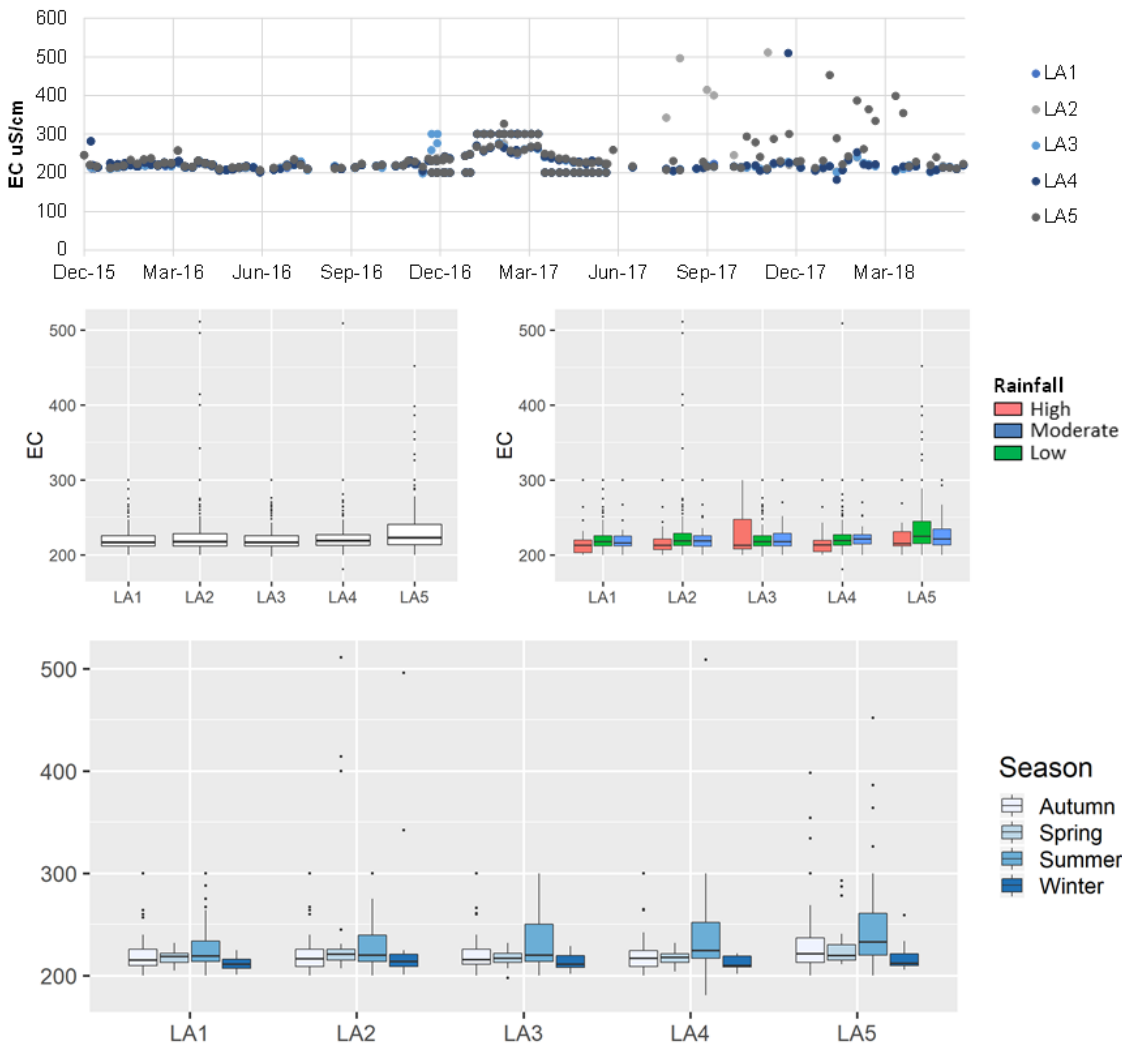 600
500
400
300
200
100
0
EC uS/cm
Dec-15 Mar-16 Jun-16 Sep-16 Dec-16 Mar-17 Jun-17 Sep-17 Dec-17 Mar-18
LA1
LA2
LA3
LA4
LA5
500
400
300
200
EC
LA1 LA2 LA3 LA4 LA5
500
400
300
200
EC
LA1 LA2 LA3 LA4 LA5
Rainfall
High
Moderate
Low
500
400
300
200
LA1 LA2 LA3 LA4 LA5
Season
Autumn
Spring
Summer
Winter